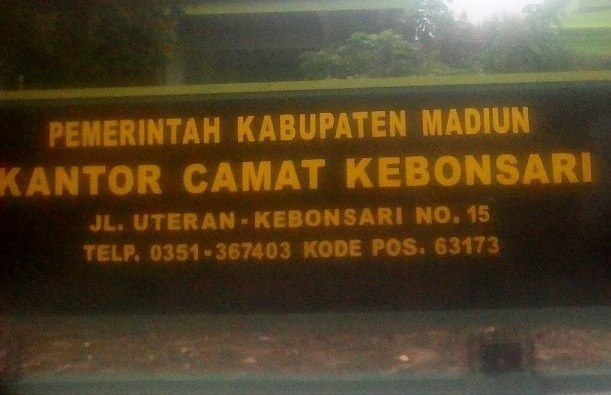 PEMERINTAH KABUPATEN MADIUN
KANTOR CAMAT KEBONSARI
JL. UTERAN - KEBONSARI NO. 15
TELP. 0351-367403 KODE POS. 63173